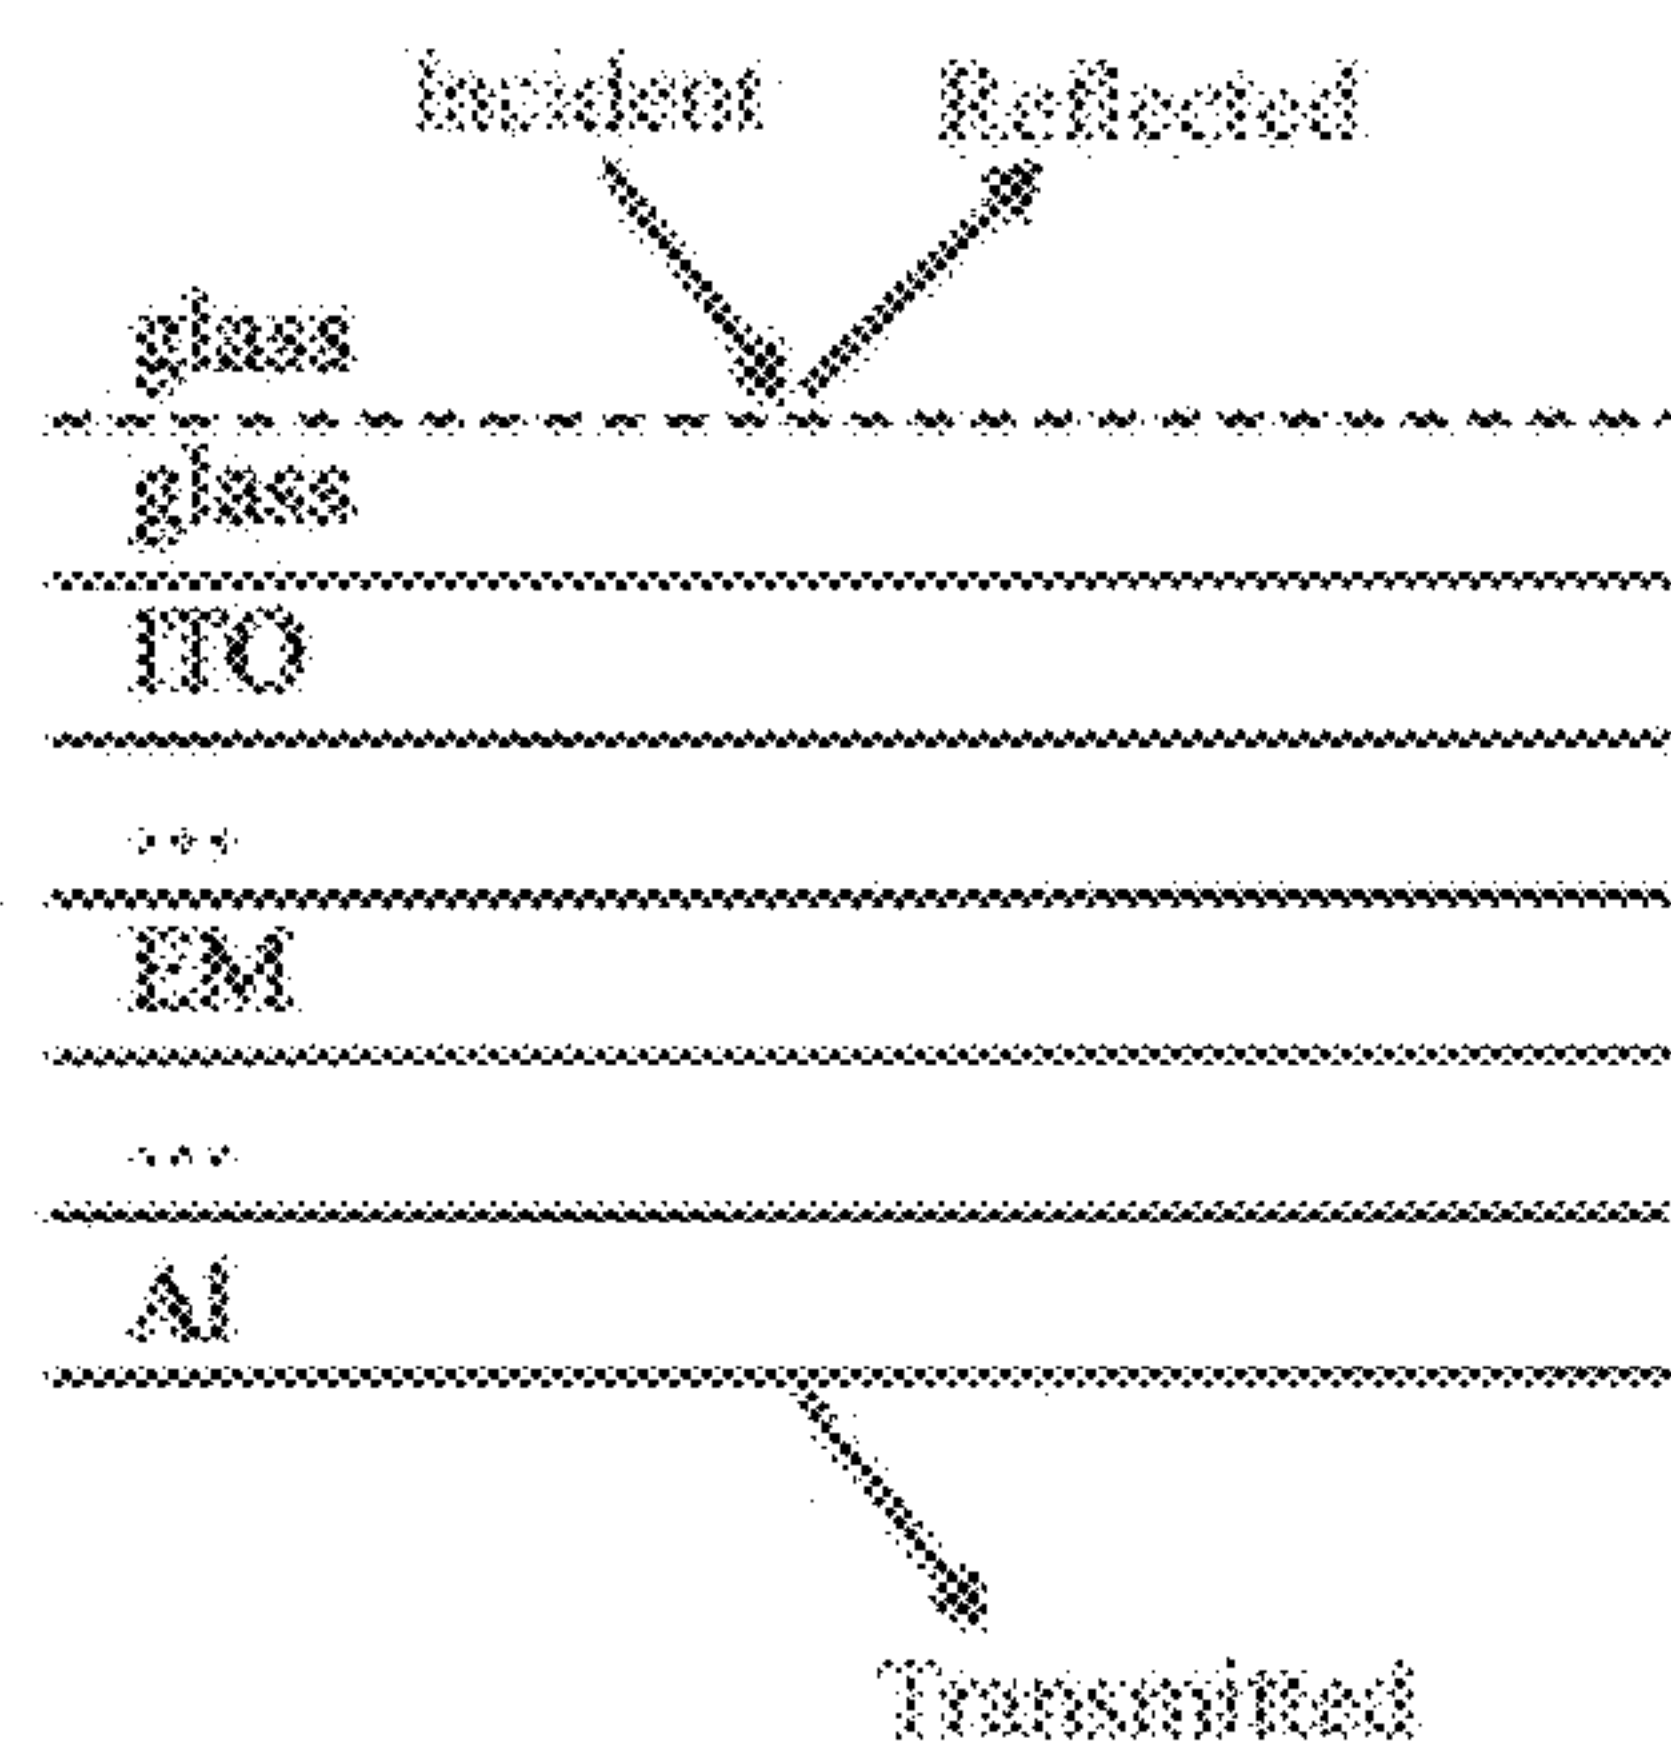 Incident Reflected
glass
glass
ITO
...
EM
...
Al
Transmitted